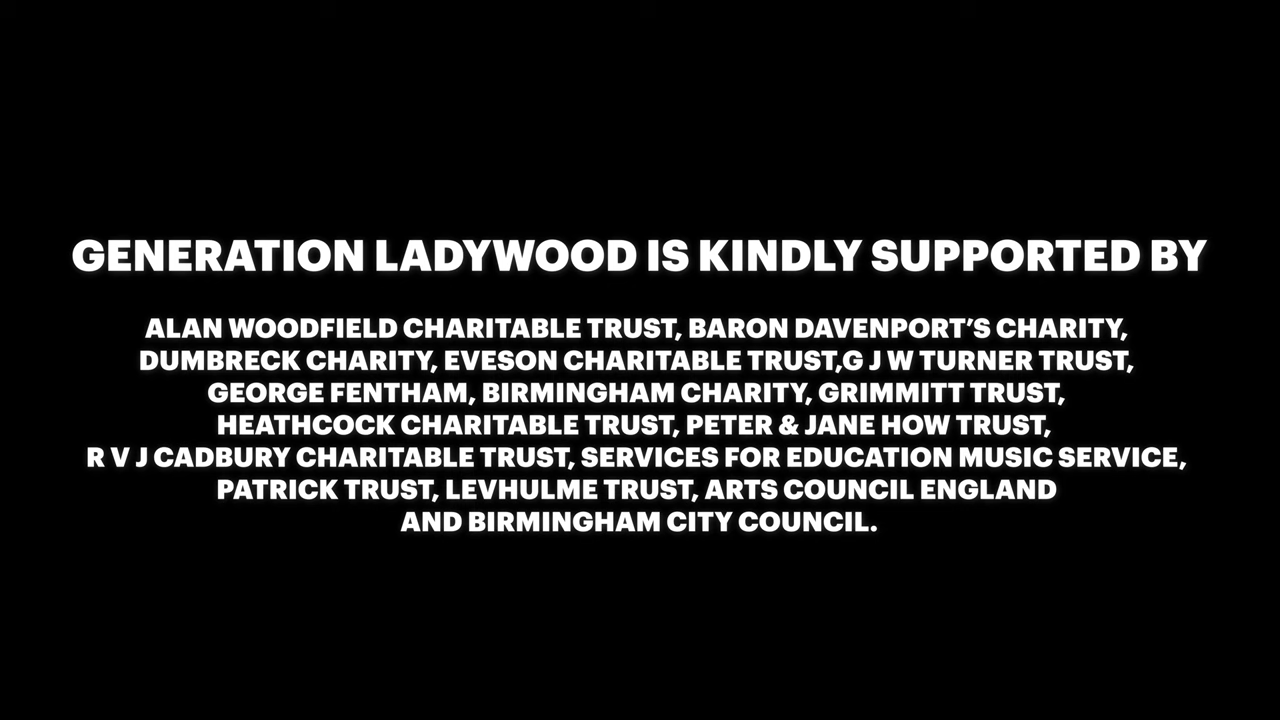 GENERATION LADYWOOD IS KINDLY SUPPORTED BY
ALAN WOODFIELD CHARITABLE TRUST, BARON DAVENPORT’S CHARITY,
DUMBRECK CHARITY, EVESON CHARITABLE TRUST,G J W TURNER TRUST,
GEORGE FENTHAM, BIRMINGHAM CHARITY, GRIMMITT TRUST,
HEATHCOCK CHARITABLE TRUST, PETER & JANE HOW TRUST,
R V J CADBURY CHARITABLE TRUST, SERVICES FOR EDUCATION MUSIC SERVICE,
PATRICK TRUST, LEVHULME TRUST, ARTS COUNCIL ENGLAND
AND BIRMINGHAM CITY COUNCIL.